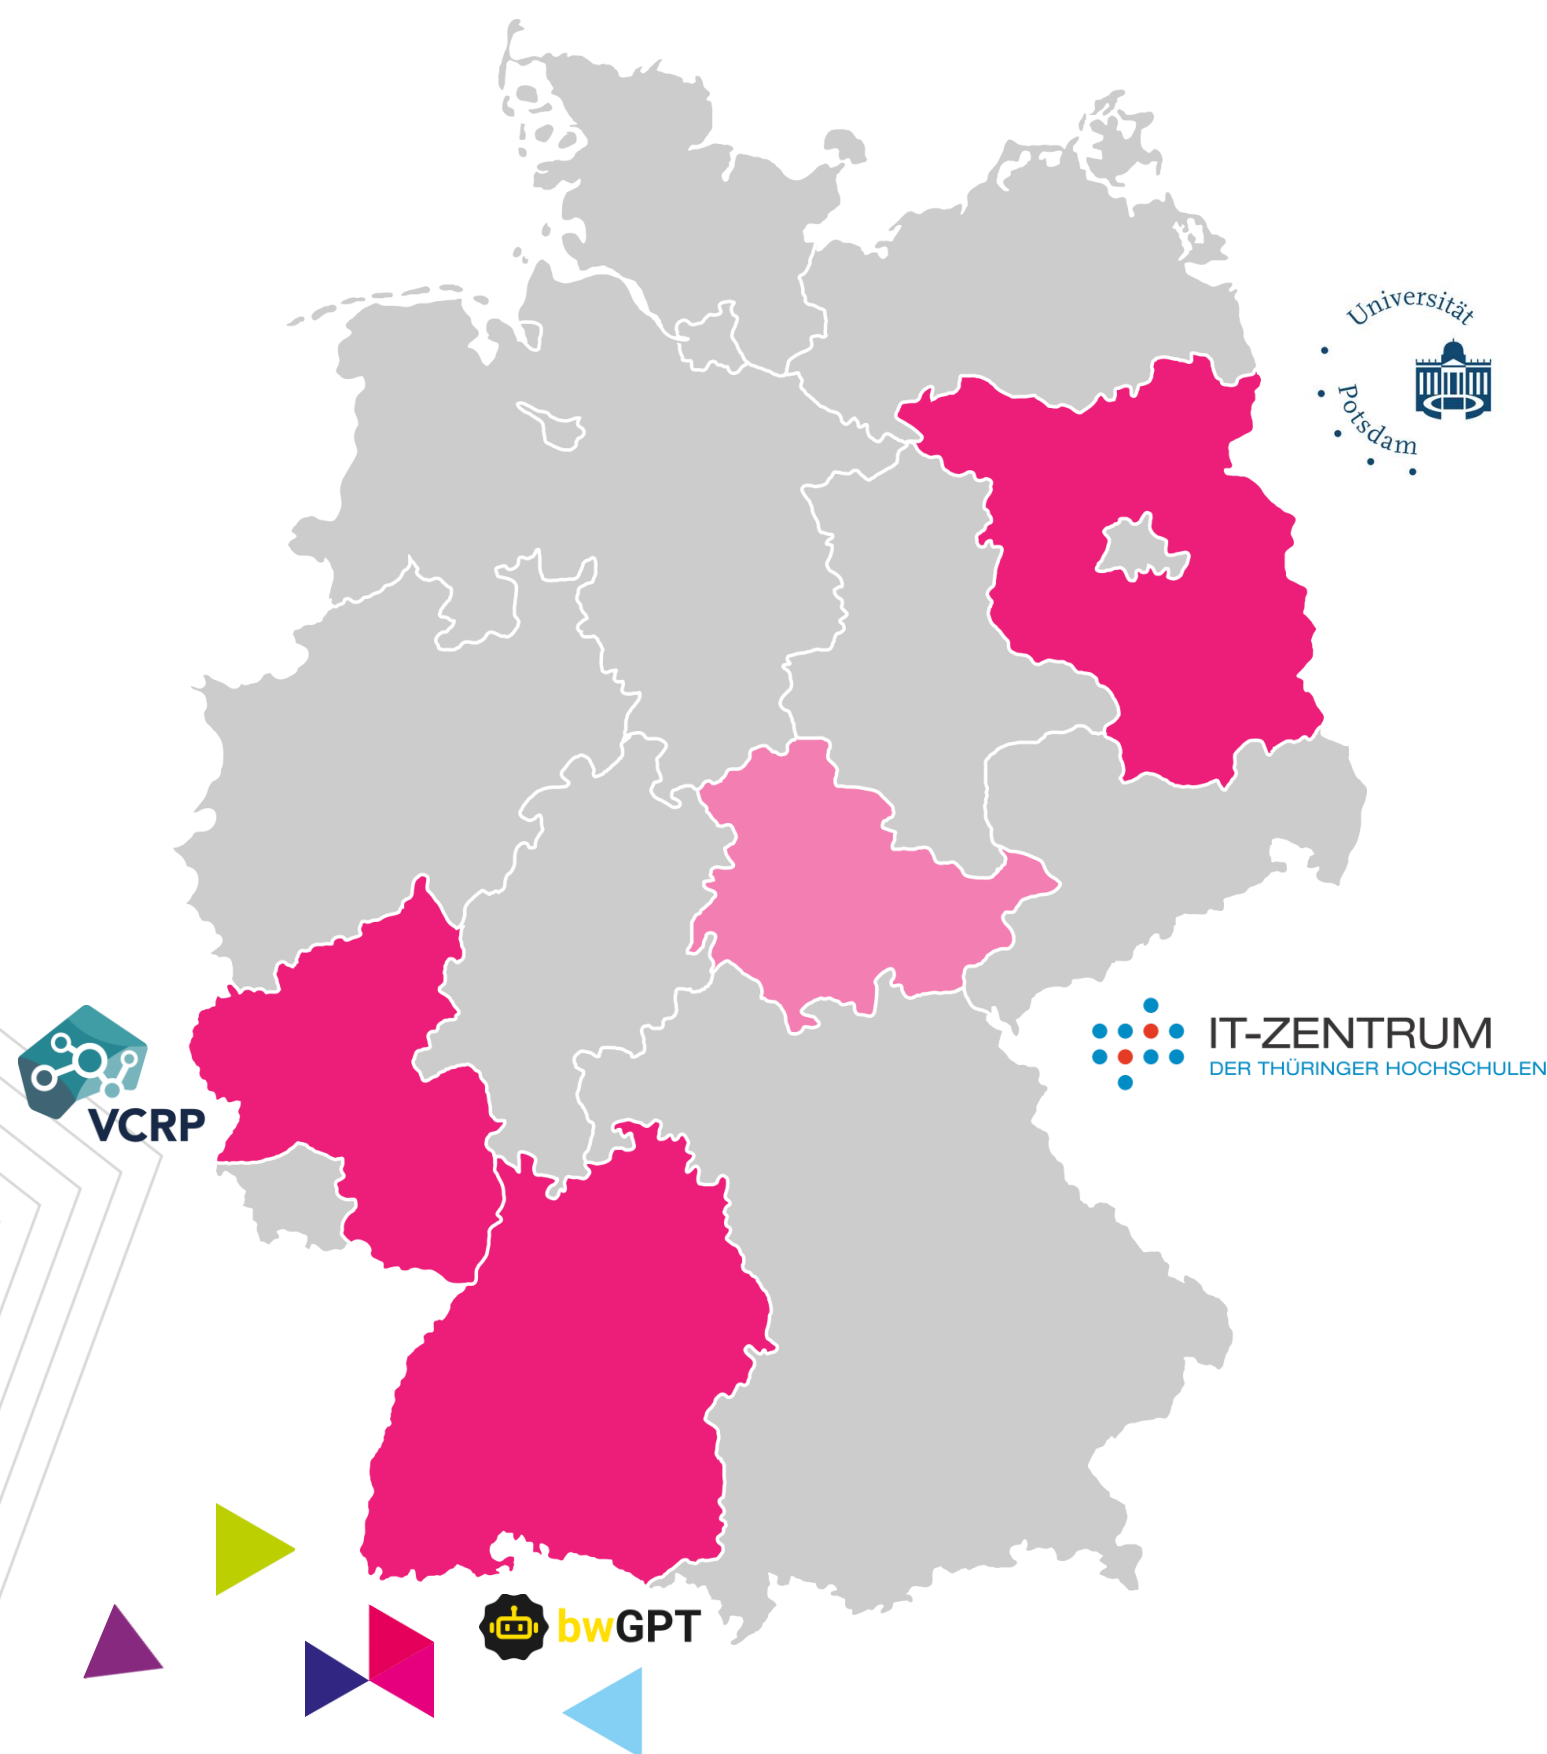 Universität
Potsdam
IT-ZENTRUM
DER THÜRINGER HOCHSCHULEN
VCRP
bwGPT